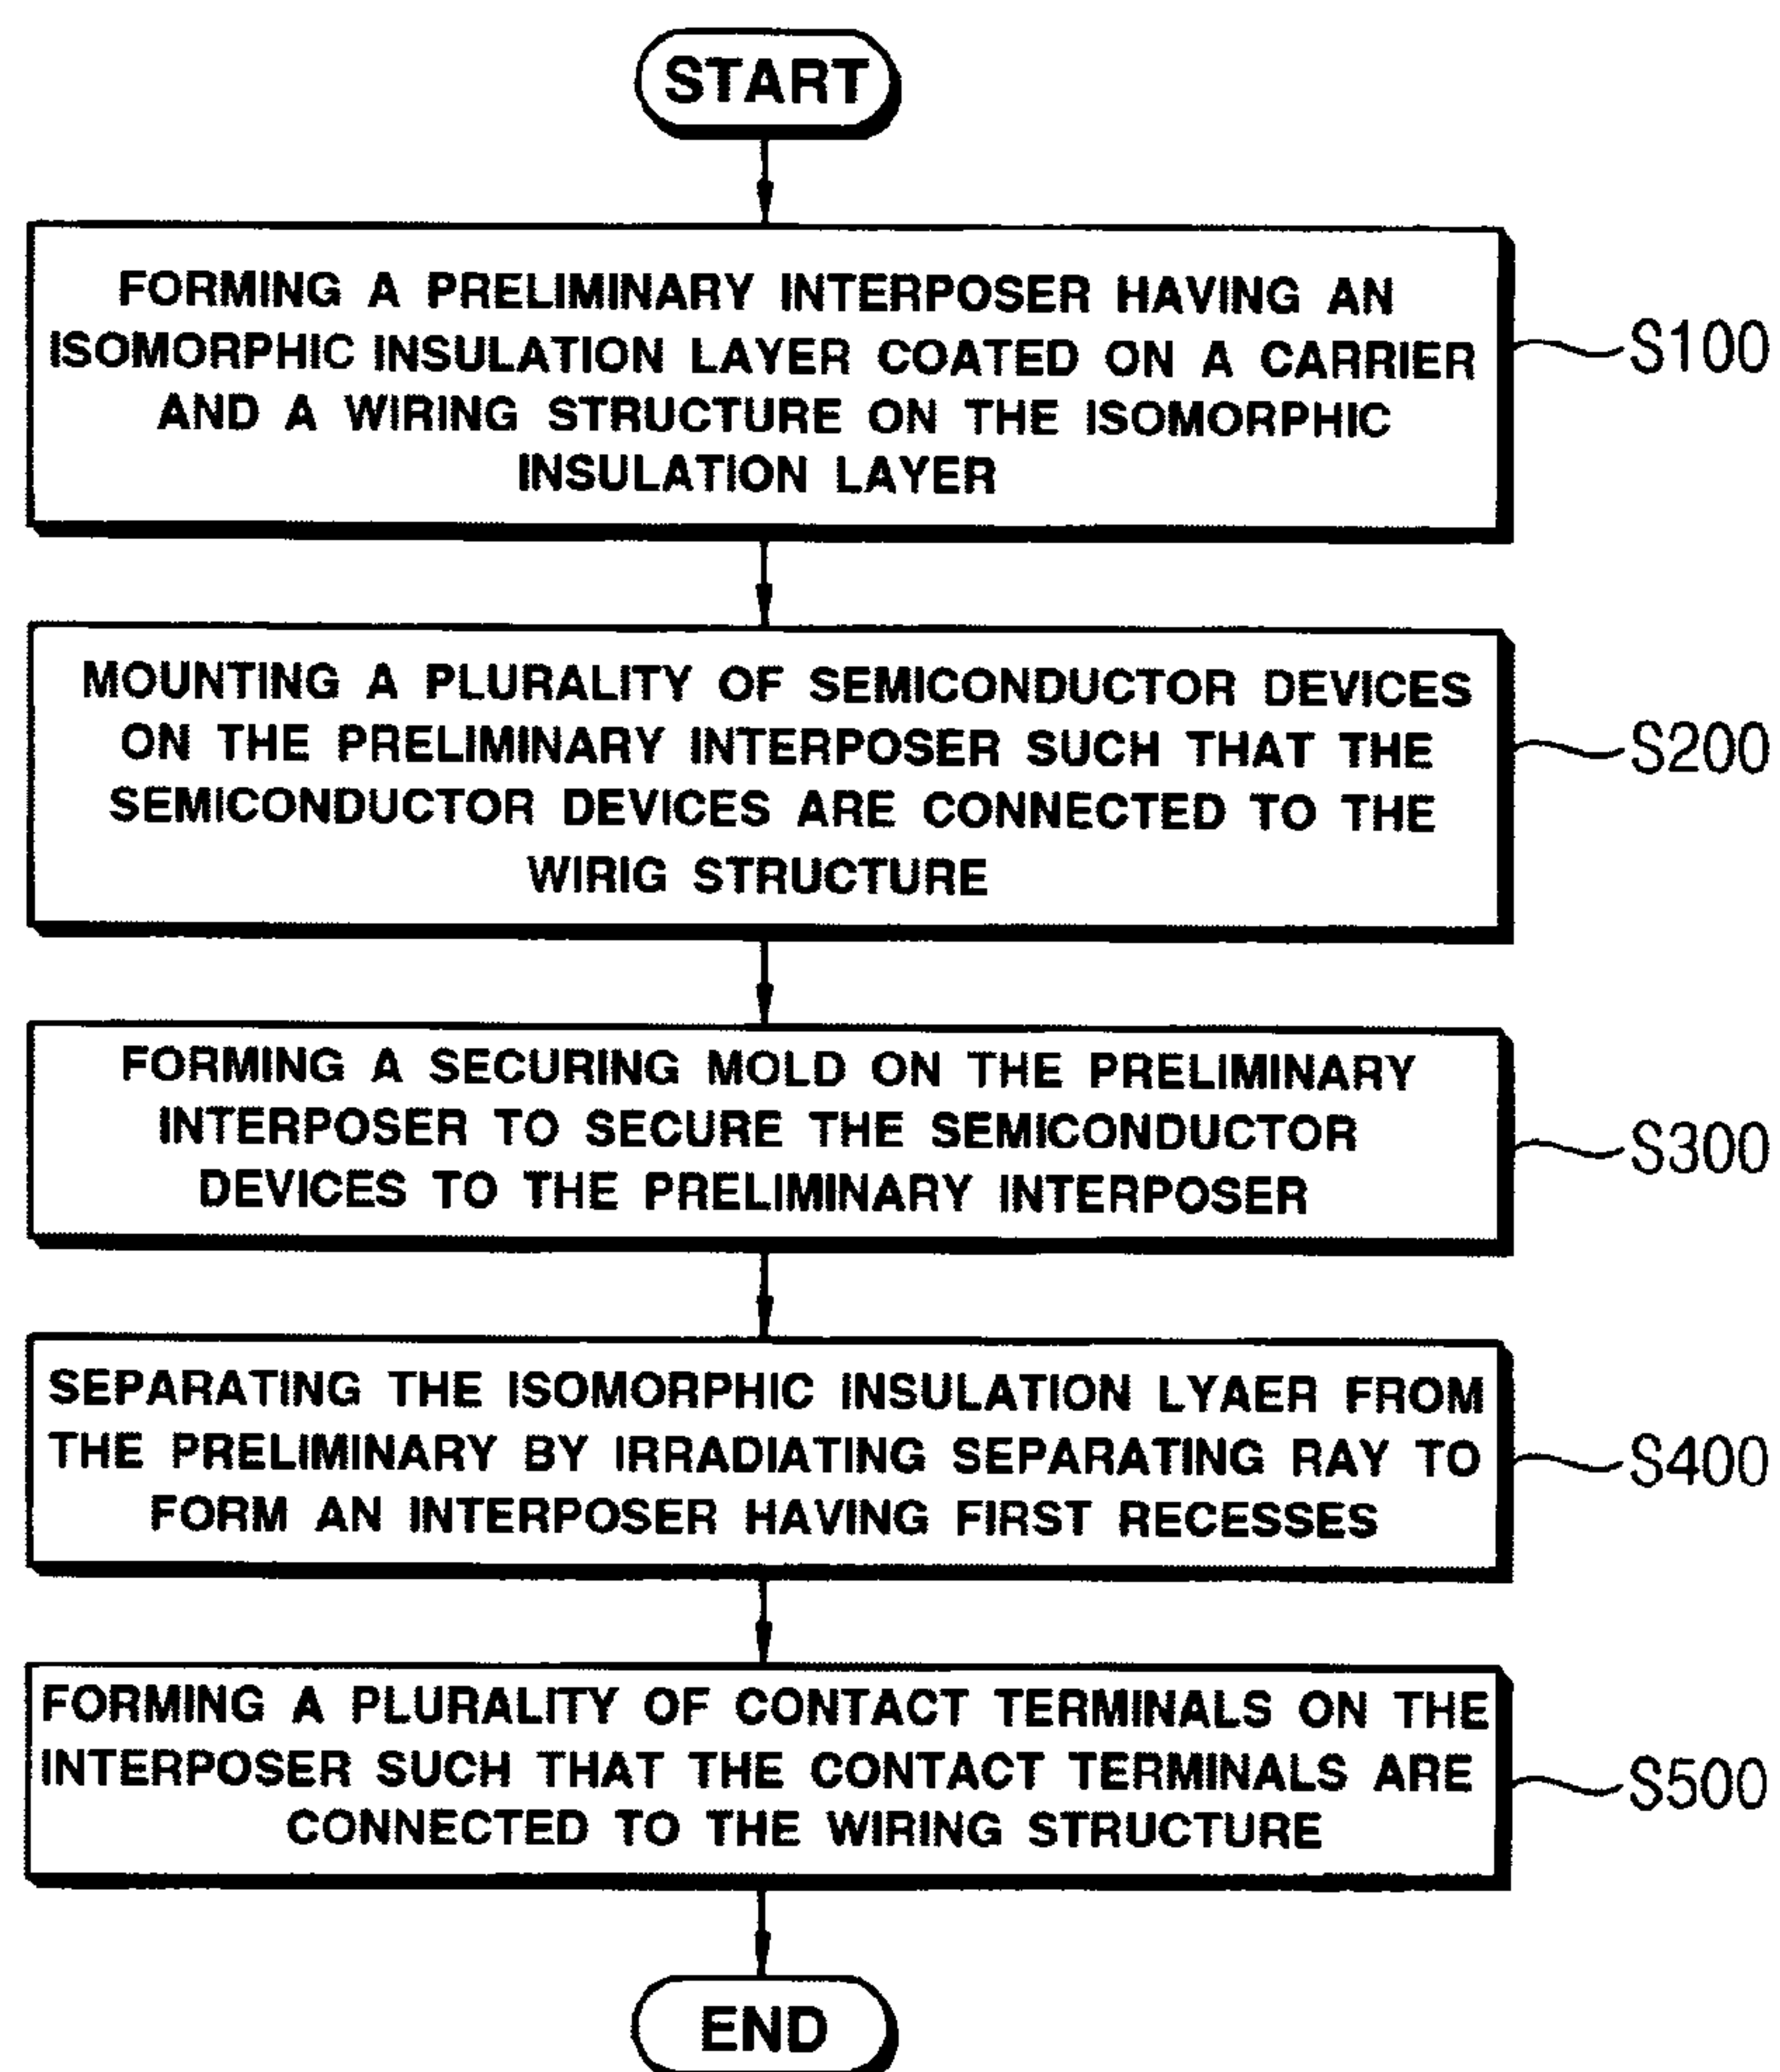 START
FORMING A PRELIMINARY INTERPOSER HAVING AN
ISOMORPHIC INSULATION LAYER COATED ON A CARRIER
AND A WIRING STRUCTURE ON THE ISOMORPHIC
INSULATION LAYER
S100
MOUNTING A PLURALITY OF SEMICONDUCTOR DEVICES
ON THE PRELIMINARY INTERPOSER SUCH THAT THE
SEMICONDUCTOR DEVICES ARE CONNECTED TO THE
WIRIG STRUCTURE
S200
FORMING A SECURING MOLD ON THE PRELIMINARY
INTERPOSER TO SECURE THE SEMICONDUCTOR
DEVICES TO THE PRELIMINARY INTERPOSER
S300
SEPARATING THE ISOMORPHIC INSULATION LYAER FROM
THE PRELIMINARY BY IRRADIATING SEPARATING RAY TO
FORM AN INTERPOSER HAVING FIRST RECESSES
S400
FORMING A PLURALITY OF CONTACT TERMINALS ON THE
INTERPOSER SUCH THAT THE CONTACT TERMINALS ARE
CONNECTED TO THE WIRING STRUCTURE
S500
END